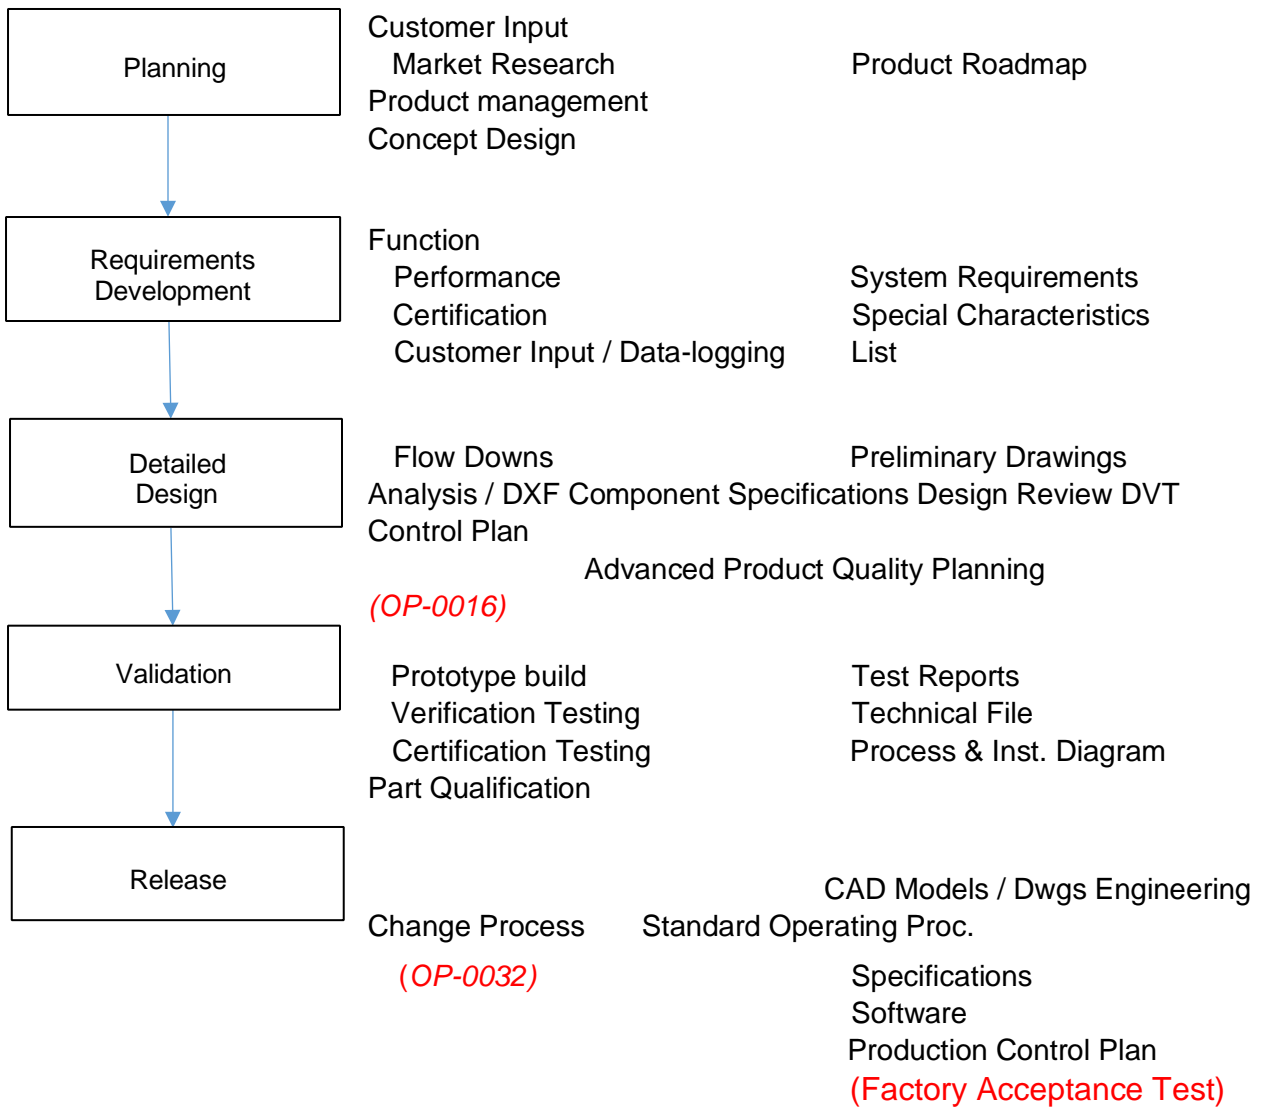 Customer Input
Planning
Market Research
Product Roadmap
Product management
Concept Design
Requirements
Development
Function
Performance
System Requirements
Certification
Special Characteristics
Customer Input / Data-logging
List
Detailed
Design
Flow Downs
Preliminary Drawings
Analysis / DXF Component Specifications Design Review DVT
Control Plan
Advanced Product Quality Planning
(OP-0016)
Validation
Prototype build
Test Reports
Verification Testing
Technical File
Certification Testing
Process & Inst. Diagram
Part Qualification
Release
CAD Models / Dwgs Engineering
Change Process
Standard Operating Proc.
(OP-0032)
Specifications
Software
Production Control Plan
(Factory Acceptance Test)